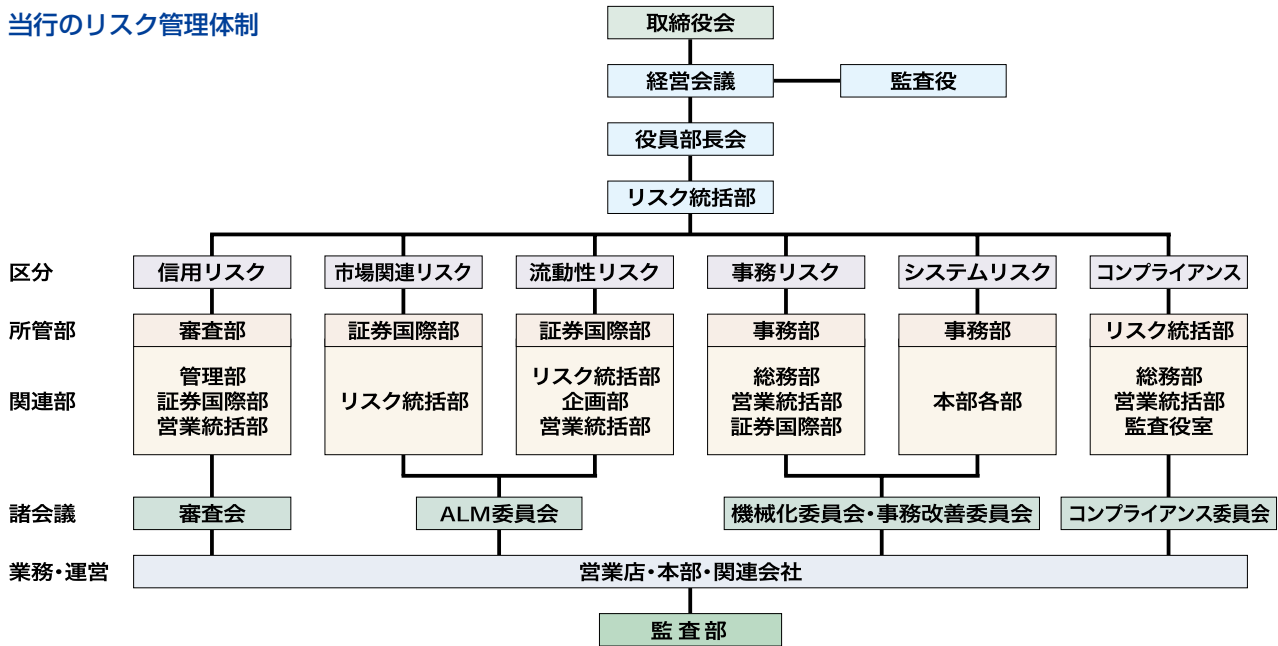 当行のリスク管理体制
取締役会
経営会議
監査役
役員部長会
リスク統括部
区分
信用リスク
市場関連リスク
流動性リスク
事務リスク
システムリスク
コンプライアンス
所管部
審査部
証券国際部
証券国際部
事務部
事務部
リスク統括部
関連部
管理部
証券国際部
営業統括部
リスク統括部
リスク統括部
企画部
営業統括部
総務部
営業統括部
証券国際部
本部各部
総務部
営業統括部
監査役室
諸会議
審査会
ALM委員会
機械化委員会・事務改善委員会
コンプライアンス委員会
業務・運営
営業店・本部・関連会社
監査部